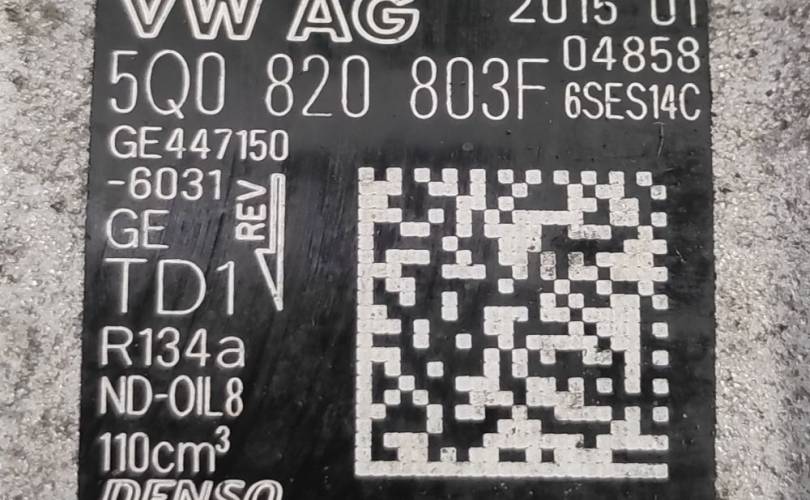 VW AG 2015 01
04858
5Q0 820 803F 6SES14C
GE447150
-6031
REV
GE
TD1
R134a
ND-OIL8
110cm³
DENSO